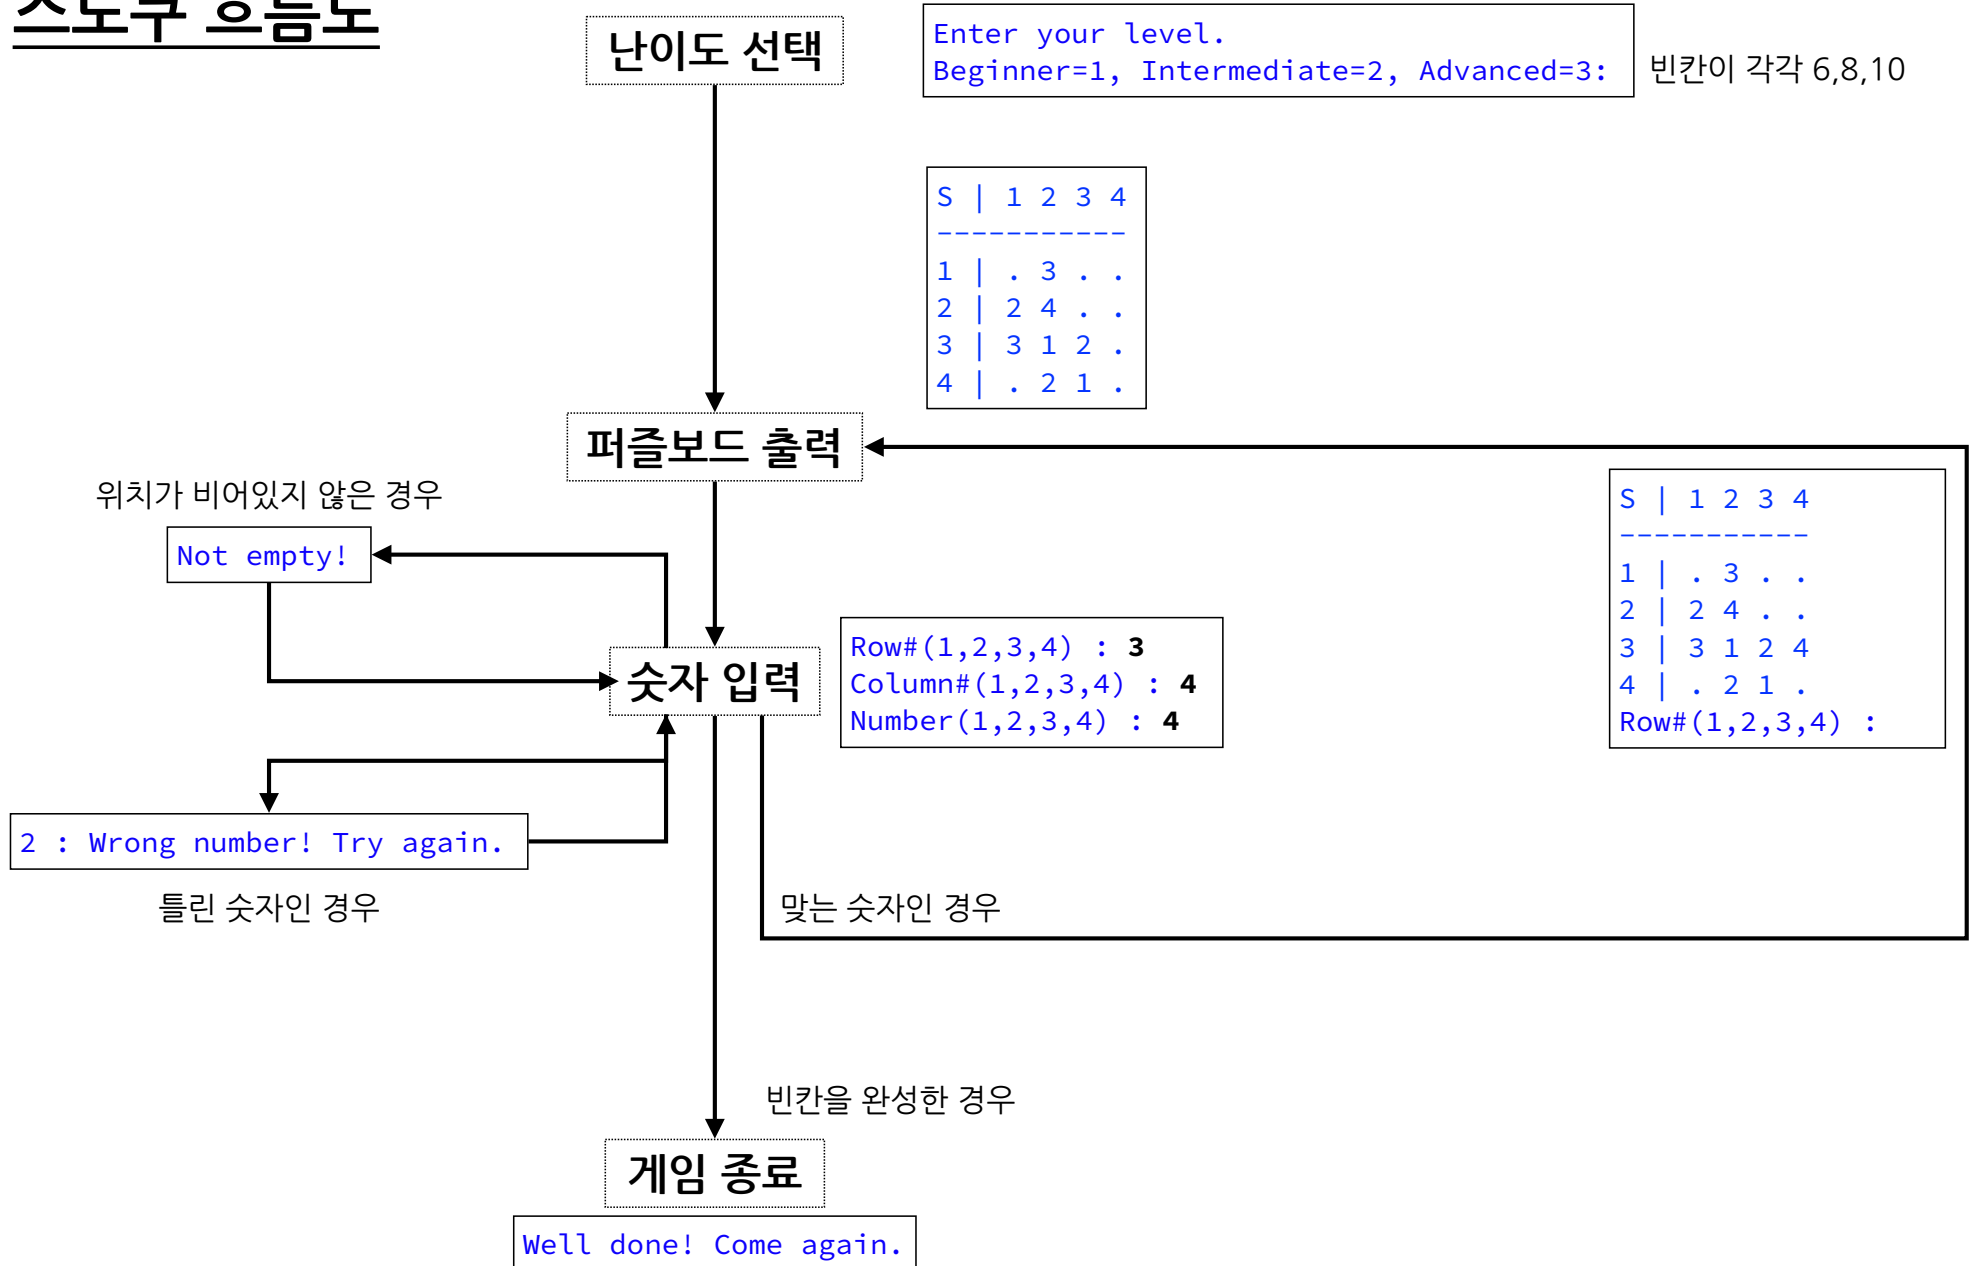 스도쿠 흐름도
난이도 선택
Enter your level.
Beginner=1, Intermediate=2, Advanced=3:
빈칸이 각각 6,8,10
S | 1 2 3 4
-----------
1 | . 3 . .
2 | 2 4 . .
3 | 3 1 2 .
4 | . 2 1 .
퍼즐보드 출력
위치가 비어있지 않은 경우
Not empty!
S | 1 2 3 4
-----------
1 | . 3 . .
2 | 2 4 . .
3 | 3 1 2 4
4 | . 2 1 .
Row#(1,2,3,4) :
숫자 입력
Row#(1,2,3,4) : 3
Column#(1,2,3,4) : 4
Number(1,2,3,4) : 4
2 : Wrong number! Try again.
틀린 숫자인 경우
맞는 숫자인 경우
빈칸을 완성한 경우
게임 종료
Well done! Come again.